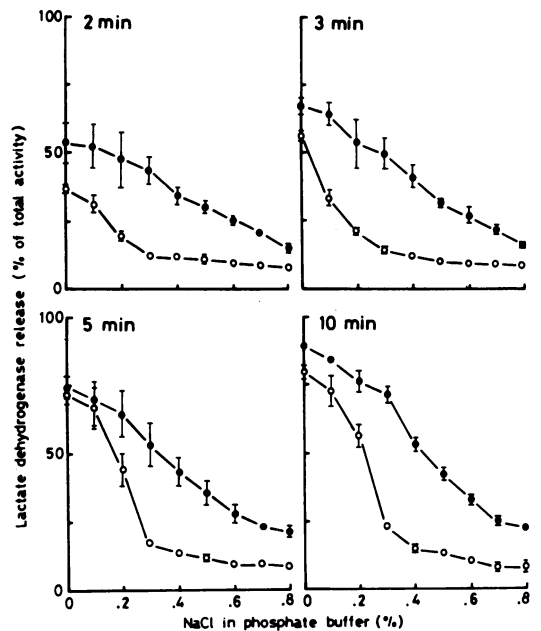 100
2 min
3 min
50
0
100
5 min
10 min
50
0
0 .2 .4 .6 .8 0 .2 .4 .6 .8
NaCl in phosphate buffer (%)
Lactate dehydrogenase release (% of total activity)